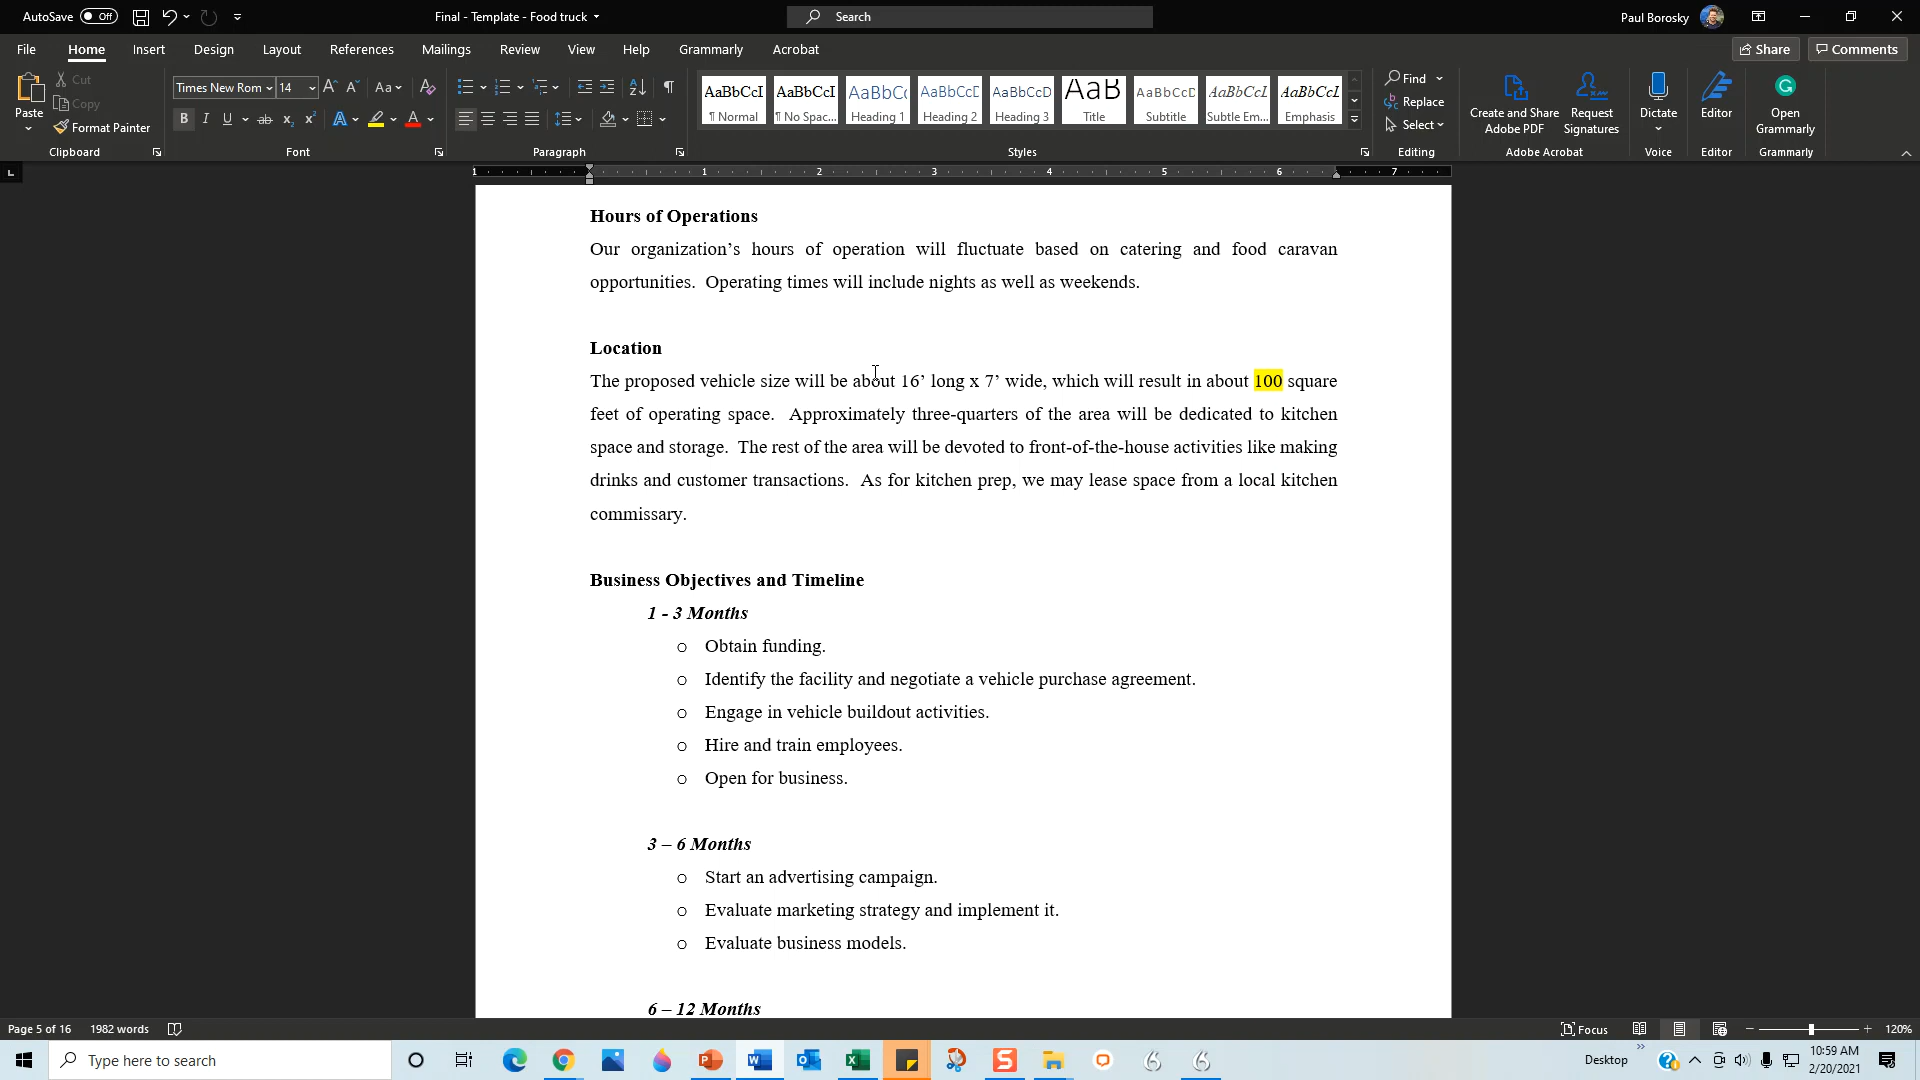 AutoSave Off Final - Template - Food truck Search Paul Borosky
File Home Insert Design Layout References Mailings Review View Help Grammarly Acrobat Share Comments
Paste Cut Copy Format Painter
Times New Rom 14
AaBbCcI ¶ Normal
AaBbCcI ¶ No Spac...
AaBbC Heading 1
AaBbCcC Heading 2
AaBbCcD Heading 3
AaB Title
AaBbCcD Subtitle
AaBbCcL Subtle Em...
AaBbCcL Emphasis
Find
Replace
Select
Create and Share Adobe PDF
Request Signatures
Dictate
Editor
Open Grammarly
Clipboard Font Paragraph Styles Editing Adobe Acrobat Voice Editor Grammarly
1 1 2 3 4 5 6 7
Hours of Operations
Our organization’s hours of operation will fluctuate based on catering and food caravan
opportunities.  Operating times will include nights as well as weekends.
Location
The proposed vehicle size will be about 16’ long x 7’ wide, which will result in about 100 square
feet of operating space.  Approximately three-quarters of the area will be dedicated to kitchen
space and storage.  The rest of the area will be devoted to front-of-the-house activities like making
drinks and customer transactions.  As for kitchen prep, we may lease space from a local kitchen
commissary.
Business Objectives and Timeline
1 - 3 Months
o Obtain funding.
o Identify the facility and negotiate a vehicle purchase agreement.
o Engage in vehicle buildout activities.
o Hire and train employees.
o Open for business.
3 – 6 Months
o Start an advertising campaign.
o Evaluate marketing strategy and implement it.
o Evaluate business models.
6 – 12 Months
Page 5 of 16 1982 words Focus 120%
Type here to search Desktop 10:59 AM
2/20/2021